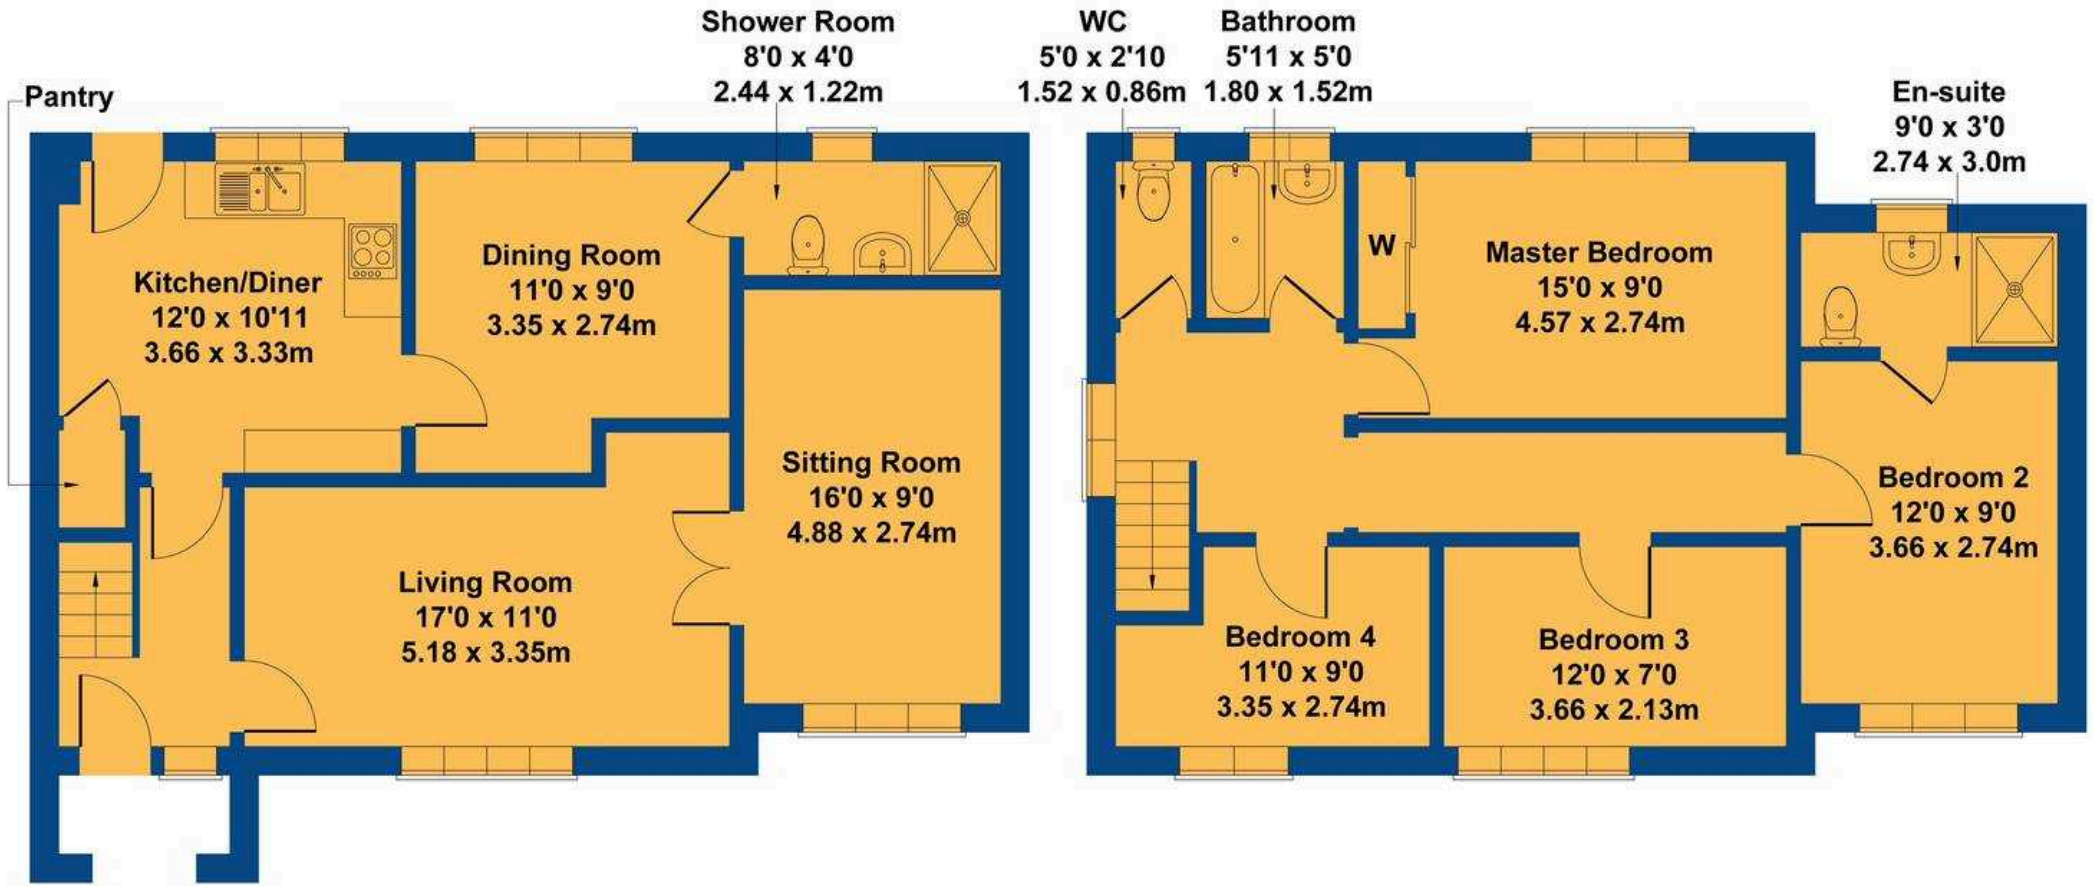 Shower Room
8'0 x 4'0
2.44 x 1.22m
WC
5'0 x 2'10
1.52 x 0.86m
Bathroom
5'11 x 5'0
1.80 x 1.52m
En-suite
9'0 x 3'0
2.74 x 3.0m
Pantry
Kitchen/Diner
12'0 x 10'11
3.66 x 3.33m
Dining Room
11'0 x 9'0
3.35 x 2.74m
Sitting Room
16'0 x 9'0
4.88 x 2.74m
Living Room
17'0 x 11'0
5.18 x 3.35m
W
Master Bedroom
15'0 x 9'0
4.57 x 2.74m
Bedroom 2
12'0 x 9'0
3.66 x 2.74m
Bedroom 4
11'0 x 9'0
3.35 x 2.74m
Bedroom 3
12'0 x 7'0
3.66 x 2.13m